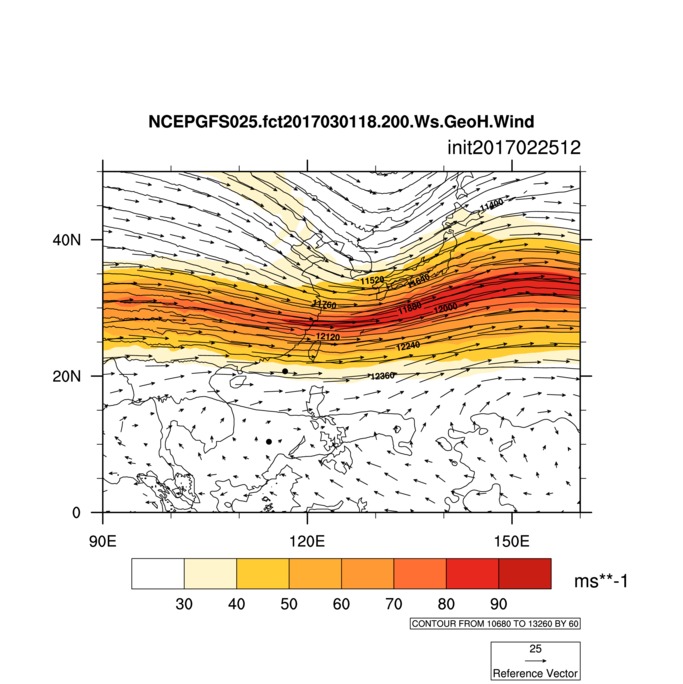 NCEPGFS025.fct2017030118.200.Ws.GeoH.Wind
init2017022512
11400
40N
11520
11640
11760
11880
12000
12120
12240
20N
12360
0
90E 120E 150E
ms**-1
30 40 50 60 70 80 90
CONTOUR FROM 10680 TO 13260 BY 60
25
Reference Vector